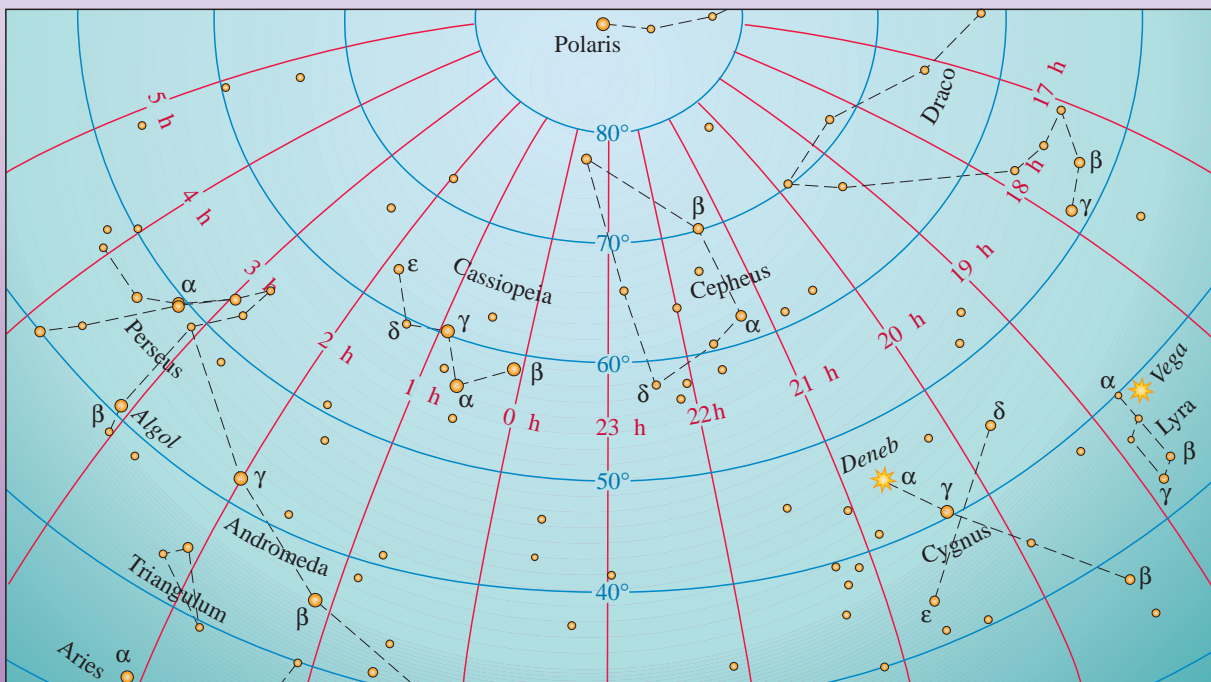 Polaris
5 h
80°
Draco
17 h
β
18 h
γ
4 h
β
70°
ε
Cassiopeia
Cepheus
3 h
α
19 h
Perseus
δ
γ
α
2 h
60°
20 h
β
1 h
α
δ
21 h
Vega
α
Lyra
β
Algol
0 h
23 h
22h
δ
Deneb
α
β
γ
γ
50°
γ
Andromeda
Cygnus
Triangulum
β
40°
β
ε
Aries
α